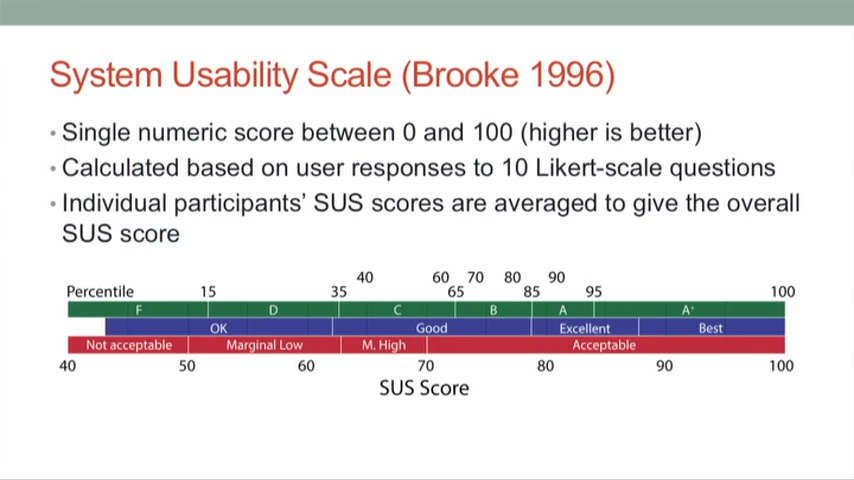 System Usability Scale (Brooke 1996)
• Single numeric score between 0 and 100 (higher is better)
• Calculated based on user responses to 10 Likert-scale questions
• Individual participants' SUS scores are averaged to give the overall
SUS score
40 60 70 80 90
Percentile 15 35 65 85 95 100
F D C B A A+
OK Good Excellent Best
Not acceptable Marginal Low M. High Acceptable
40 50 60 70 80 90 100
SUS Score